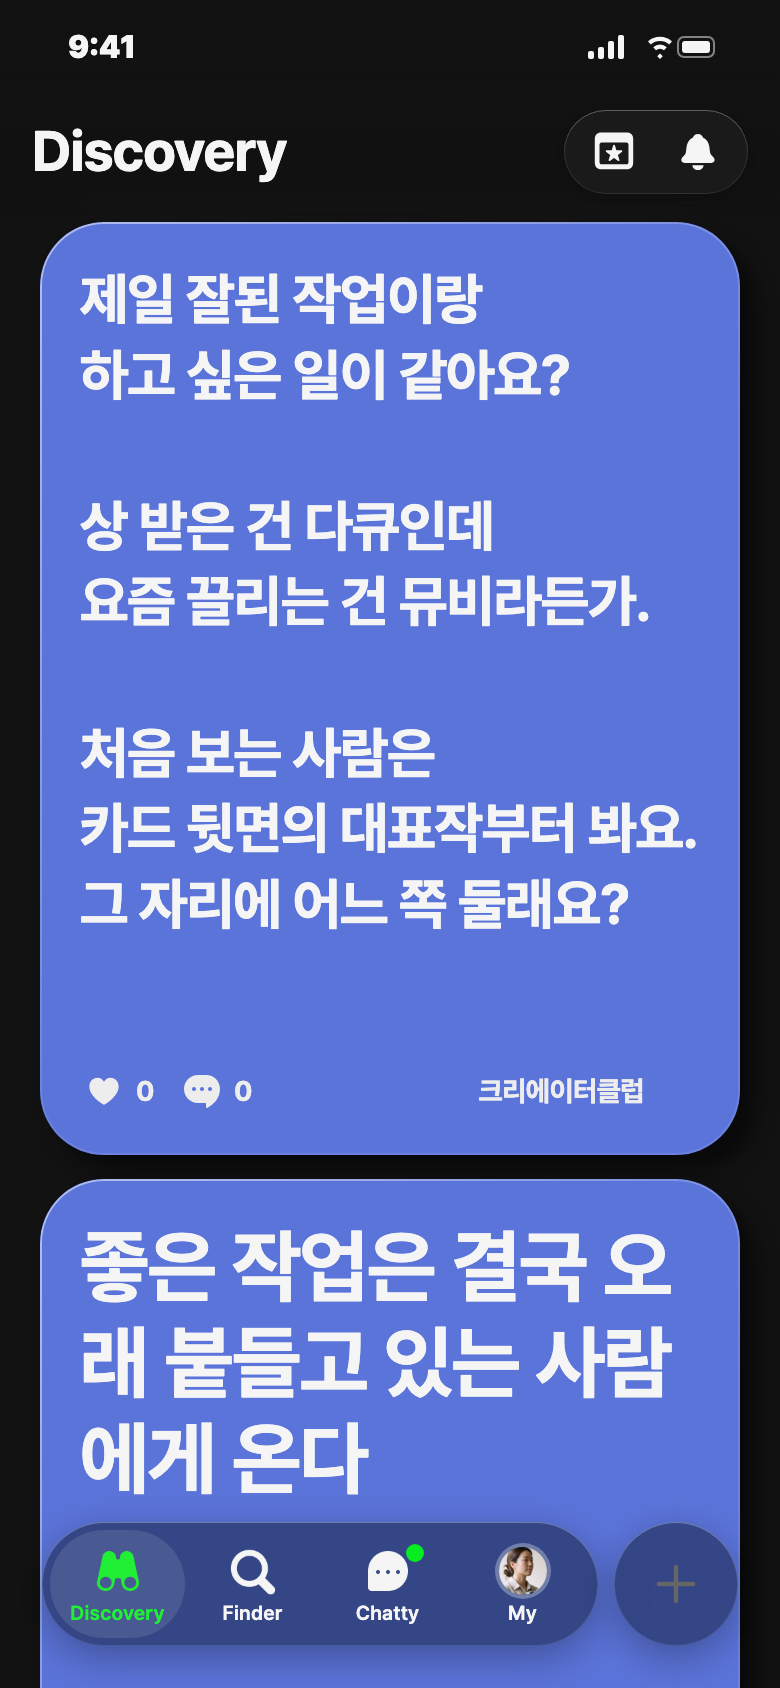 9:41
Discovery
제일 잘된 작업이랑
하고 싶은 일이 같아요?
상 받은 건 다큐인데
요즘 끌리는 건 뮤비라든가.
처음 보는 사람은
카드 뒷면의 대표작부터 봐요.
그 자리에 어느 쪽 둘래요?
0 0 크리에이터클럽
좋은 작업은 결국 오
래 붙들고 있는 사람
에게 온다
Discovery Finder Chatty My